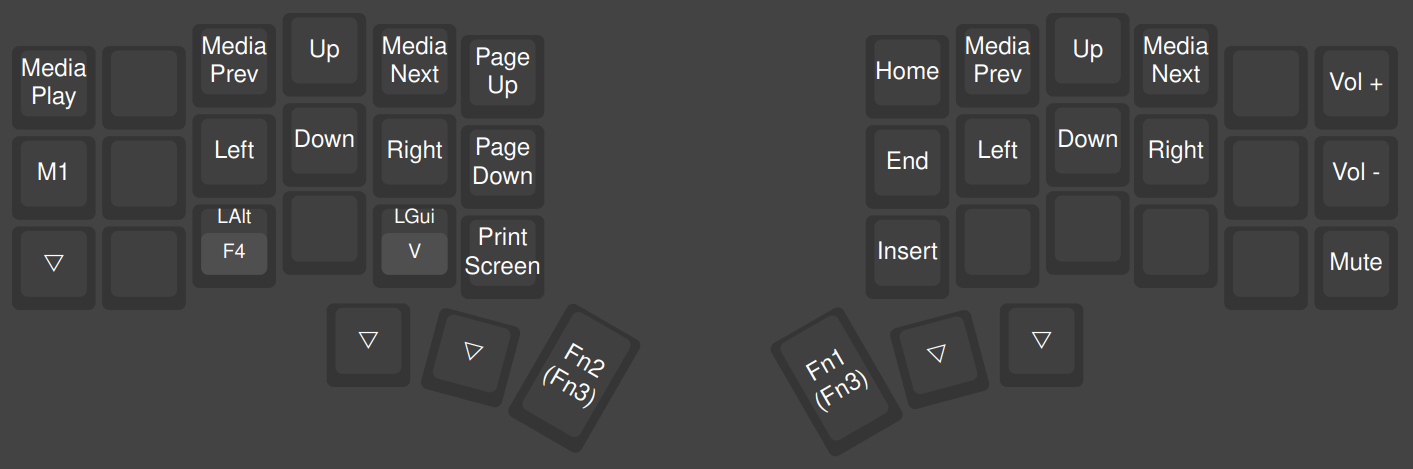 Media
Play
Media
Prev
Up
Media
Next
Page
Up
Home
Media
Prev
Up
Media
Next
Vol +
M1
Left
Down
Right
Page
Down
End
Left
Down
Right
Vol -
▽
LAlt
F4
LGui
V
Print
Screen
Insert
Mute
▽
▽
Fn2
(Fn3)
Fn1
(Fn3)
▽
▽